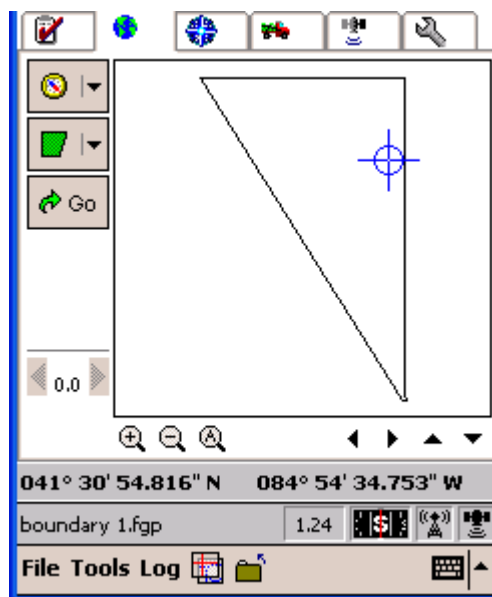 Go
0.0
041° 30' 54.816" N 084° 54' 34.753" W
boundary 1.fgp 1.24 $
File Tools Log